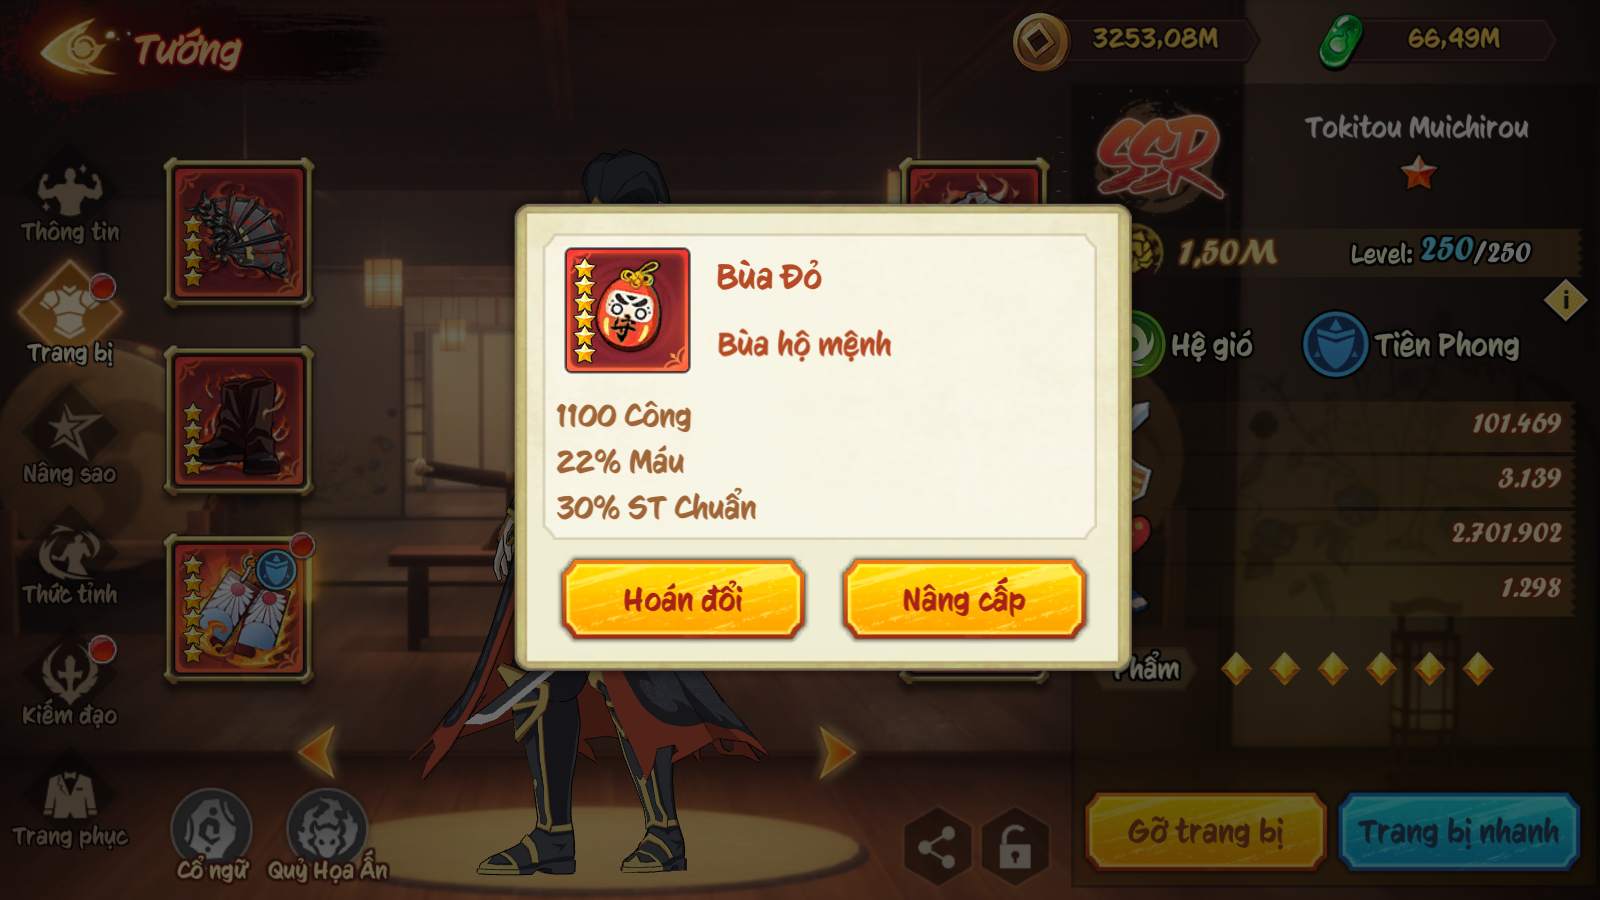 Tướng
3253,08M
66,49M
SSR
Tokitou Muichirou
1,50M
Level: 250/250
Thông tin
Trang bị
Nâng sao
Thức tỉnh
Kiếm đạo
Trang phục
Cổ ngữ
Quỷ Họa Ấn
Bùa Đỏ
Bùa hộ mệnh
1100 Công
22% Máu
30% ST Chuẩn
Hoán đổi
Nâng cấp
Hệ gió
Tiên Phong
101.469
3.139
2.701.902
1.298
Phẩm
Gỡ trang bị
Trang bị nhanh